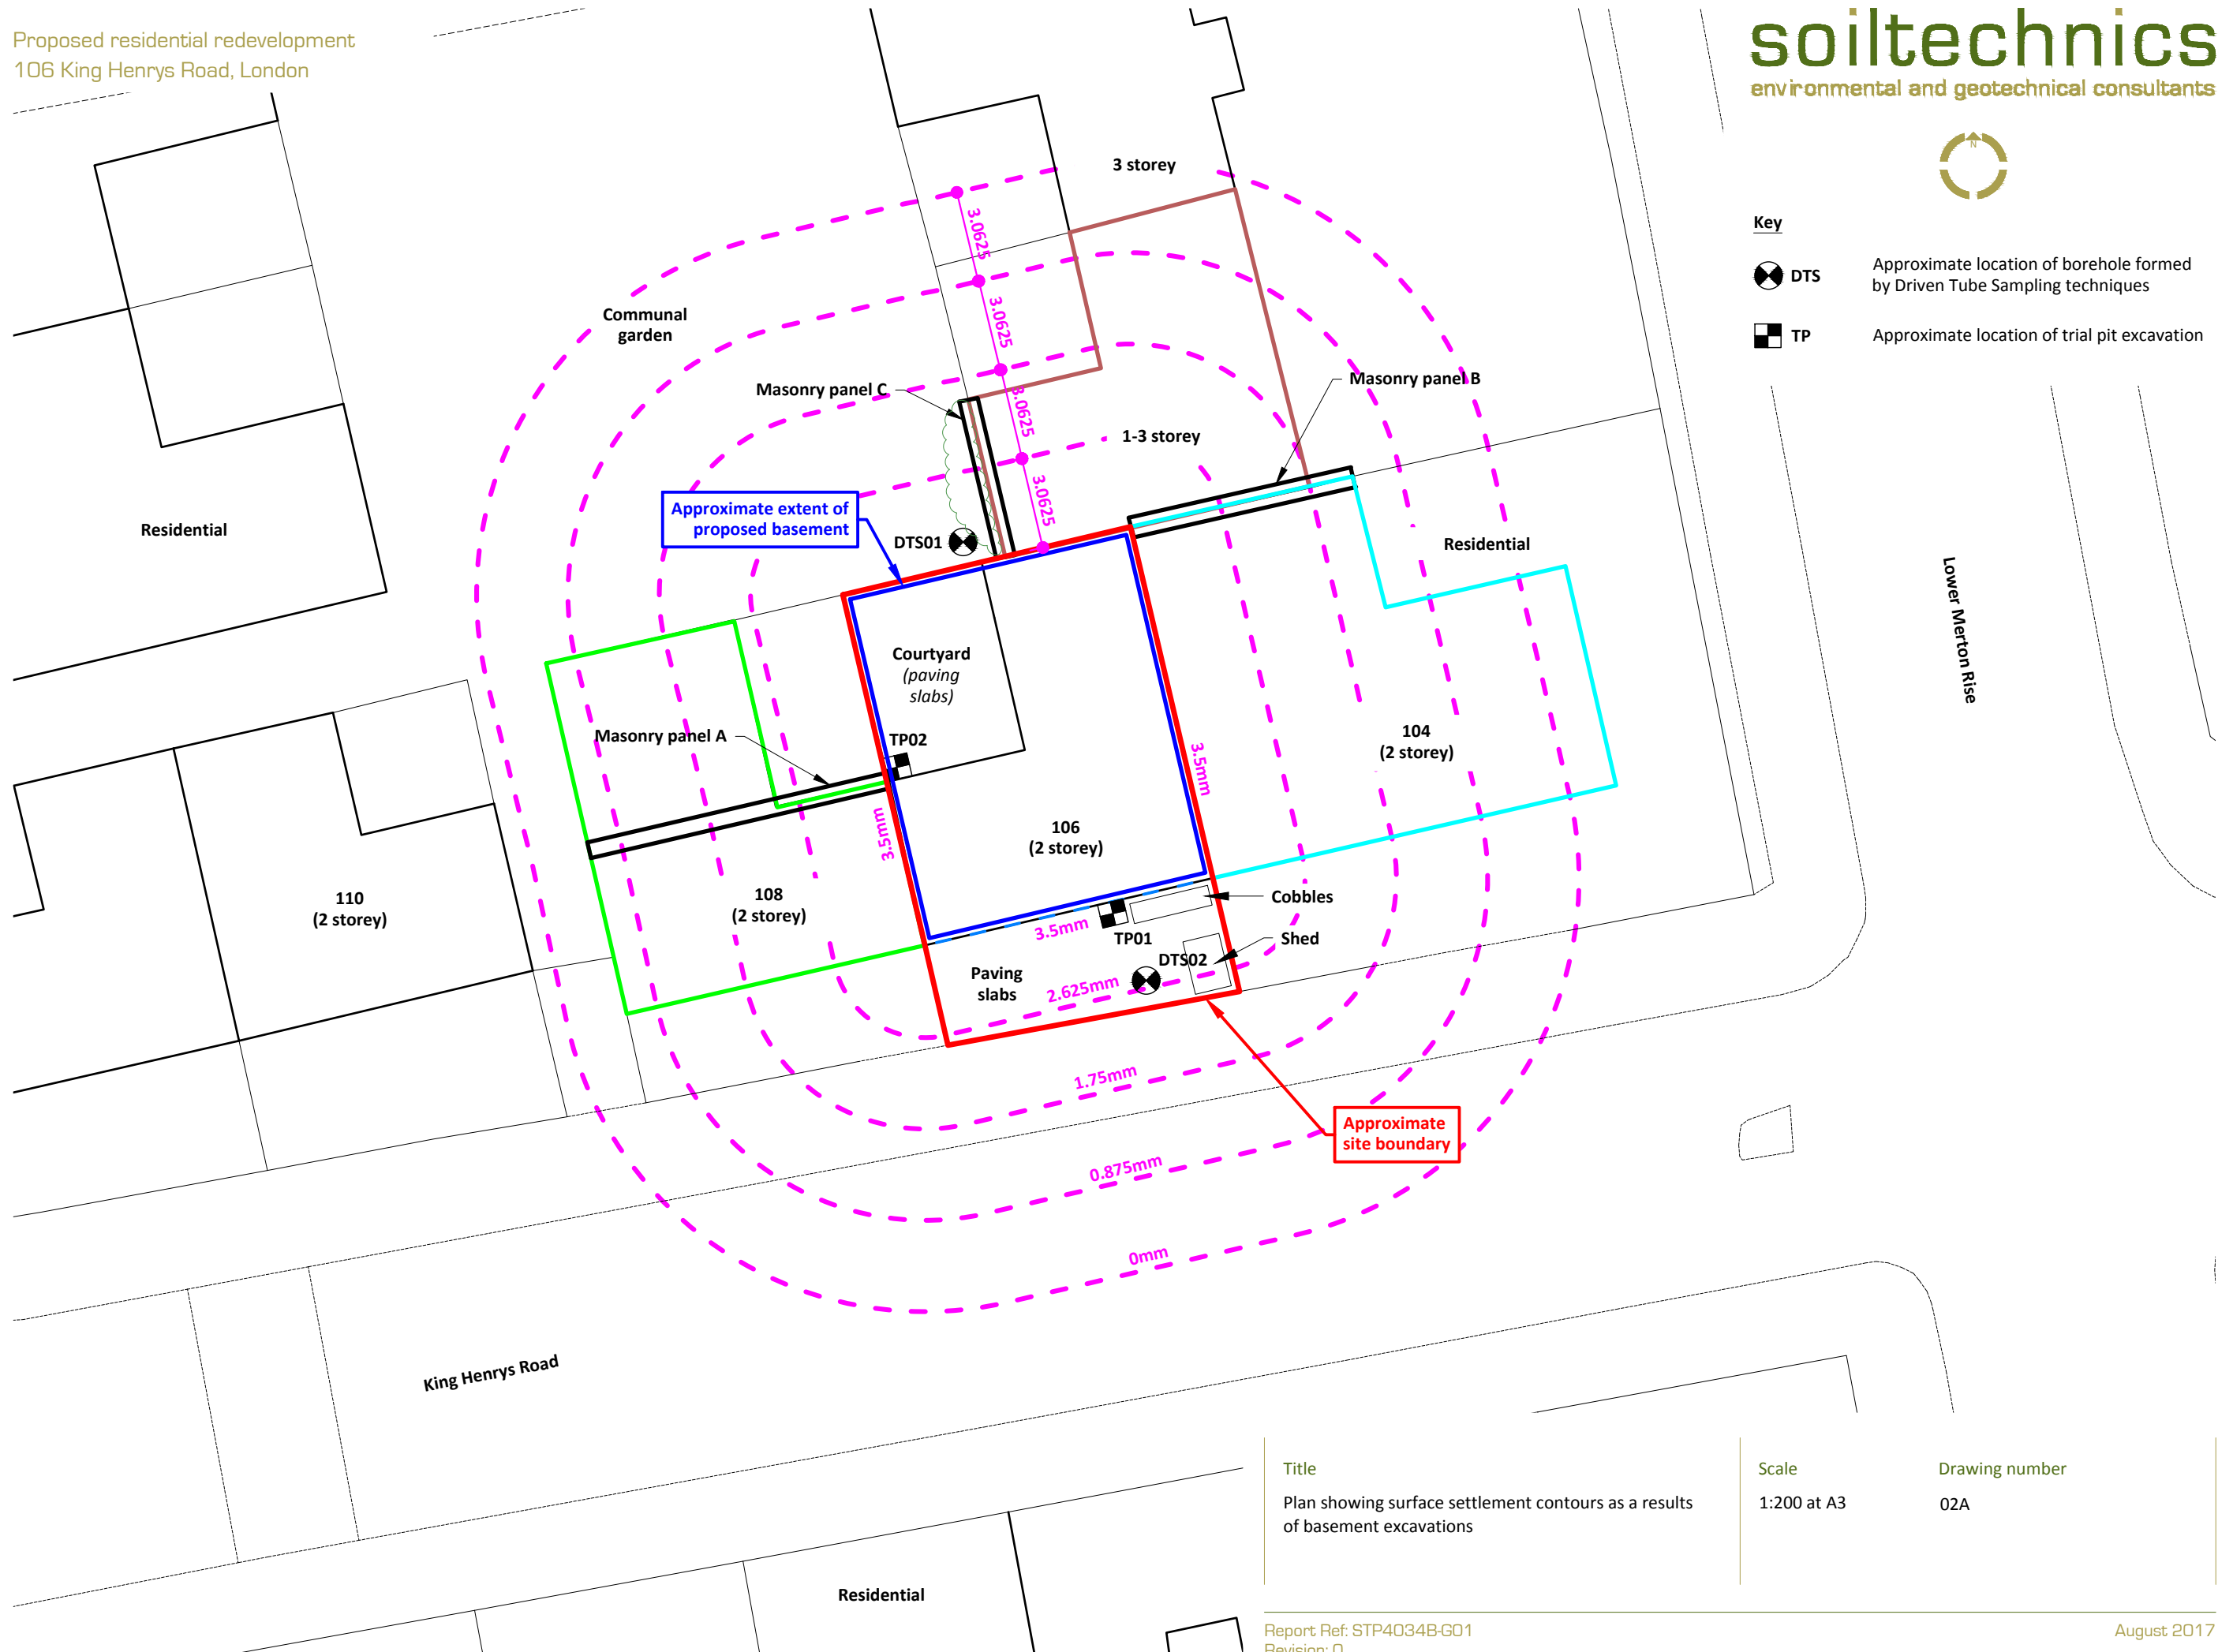 Proposed residential redevelopment
106 King Henrys Road, London
soiltechnics
environmental and geotechnical consultants
N
Key
DTS
Approximate location of borehole formed
by Driven Tube Sampling techniques
TP
Approximate location of trial pit excavation
3 storey
3.0625
Communal
garden
3.0625
Masonry panel C
Masonry panel B
3.0625
1-3 storey
Approximate extent of
proposed basement
3.0625
Residential
DTS01
Residential
Lower Merton Rise
Courtyard
(paving
slabs)
Masonry panel A
TP02
104
(2 storey)
3.5mm
3.5mm
106
(2 storey)
110
(2 storey)
108
(2 storey)
Cobbles
3.5mm
TP01
Shed
DTS02
Paving
slabs
2.625mm
1.75mm
Approximate
site boundary
0.875mm
0mm
King Henrys Road
Title
Scale
Drawing number
Plan showing surface settlement contours as a results
of basement excavations
1:200 at A3
02A
Residential
Report Ref: STP4034B-G01
August 2017
Revision: 0